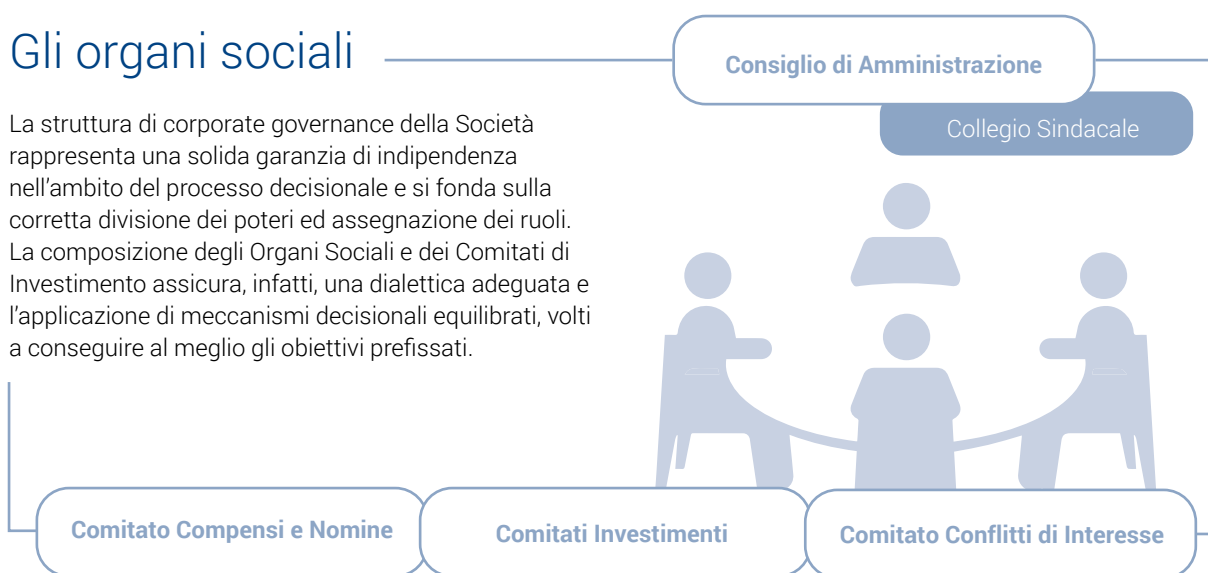 Gli organi sociali
Consiglio di Amministrazione
Collegio Sindacale
La struttura di corporate governance della Società
rappresenta una solida garanzia di indipendenza
nell'ambito del processo decisionale e si fonda sulla
corretta divisione dei poteri ed assegnazione dei ruoli.
La composizione degli Organi Sociali e dei Comitati di
Investimento assicura, infatti, una dialettica adeguata e
l'applicazione di meccanismi decisionali equilibrati, volti
a conseguire al meglio gli obiettivi prefissati.
Comitato Compensi e Nomine
Comitati Investimenti
Comitato Conflitti di Interesse